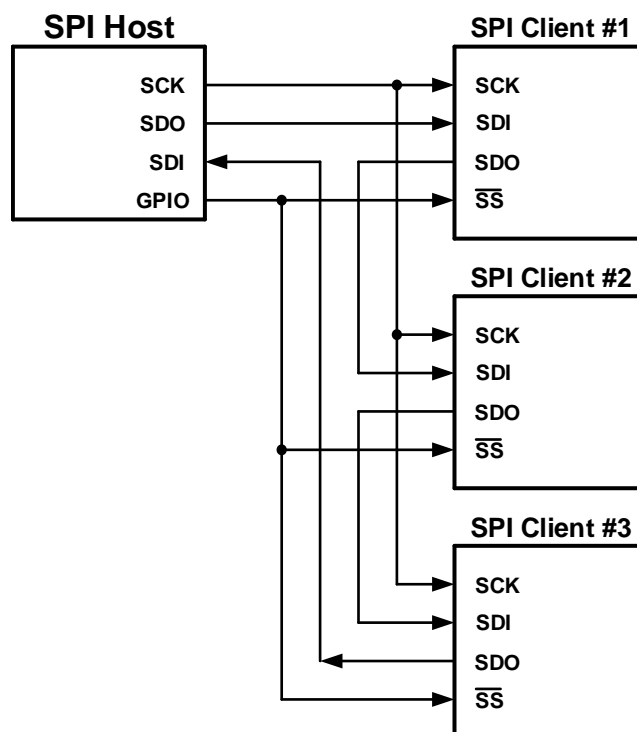 SPI Host
SCK
SDO
SDI
GPIO
SPI Client #1
SCK
SDI
SDO
SS
SPI Client #2
SCK
SDI
SDO
SS
SPI Client #3
SCK
SDI
SDO
SS